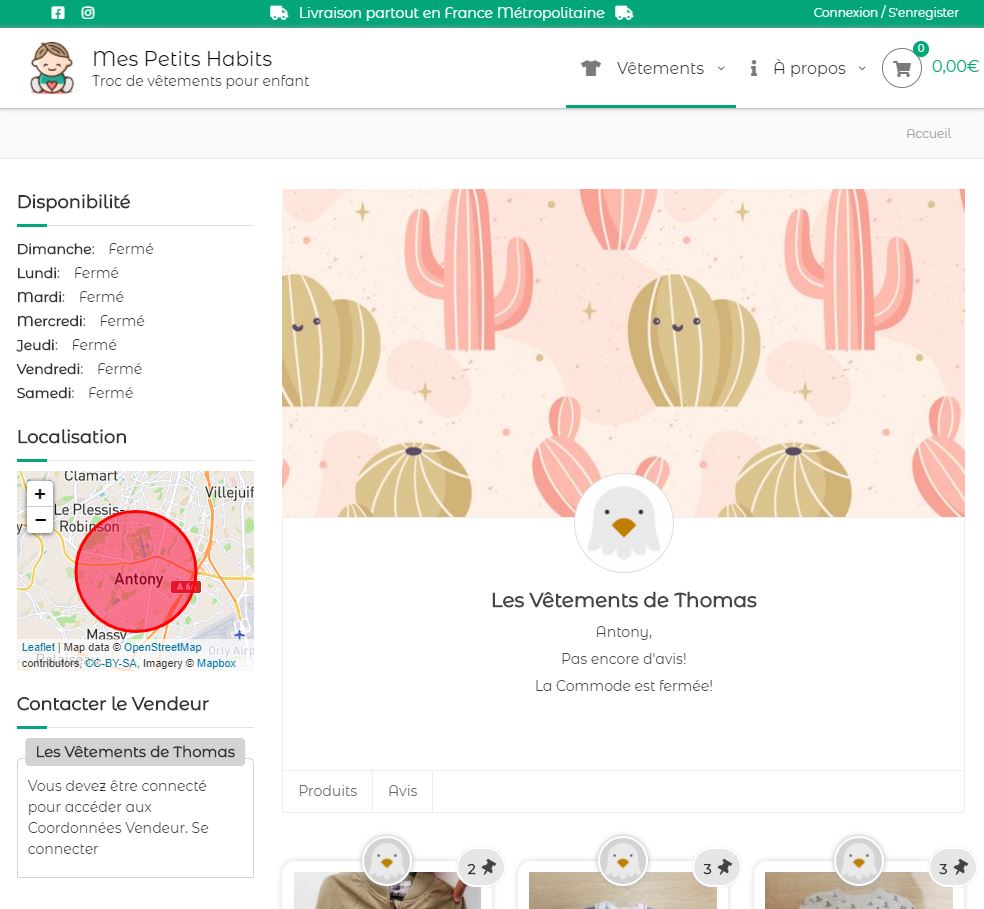 Livraison partout en France Métropolitaine
Connexion / S'enregister
Mes Petits Habits
Troc de vêtements pour enfant
Vêtements
À propos
0
0,00€
Accueil
Disponibilité
Dimanche: Fermé
Lundi: Fermé
Mardi: Fermé
Mercredi: Fermé
Jeudi: Fermé
Vendredi: Fermé
Samedi: Fermé
Localisation
+
−
Clamart
Villejuif
Le Plessis-
Robinson
Antony
A 6
Massy
Orly Airp
Leaflet | Map data © OpenStreetMap
contributors, CC-BY-SA, Imagery © Mapbox
Contacter le Vendeur
Les Vêtements de Thomas
Vous devez être connecté
pour accéder aux
Coordonnées Vendeur. Se
connecter
Les Vêtements de Thomas
Antony,
Pas encore d'avis!
La Commode est fermée!
Produits
Avis
2
3
3